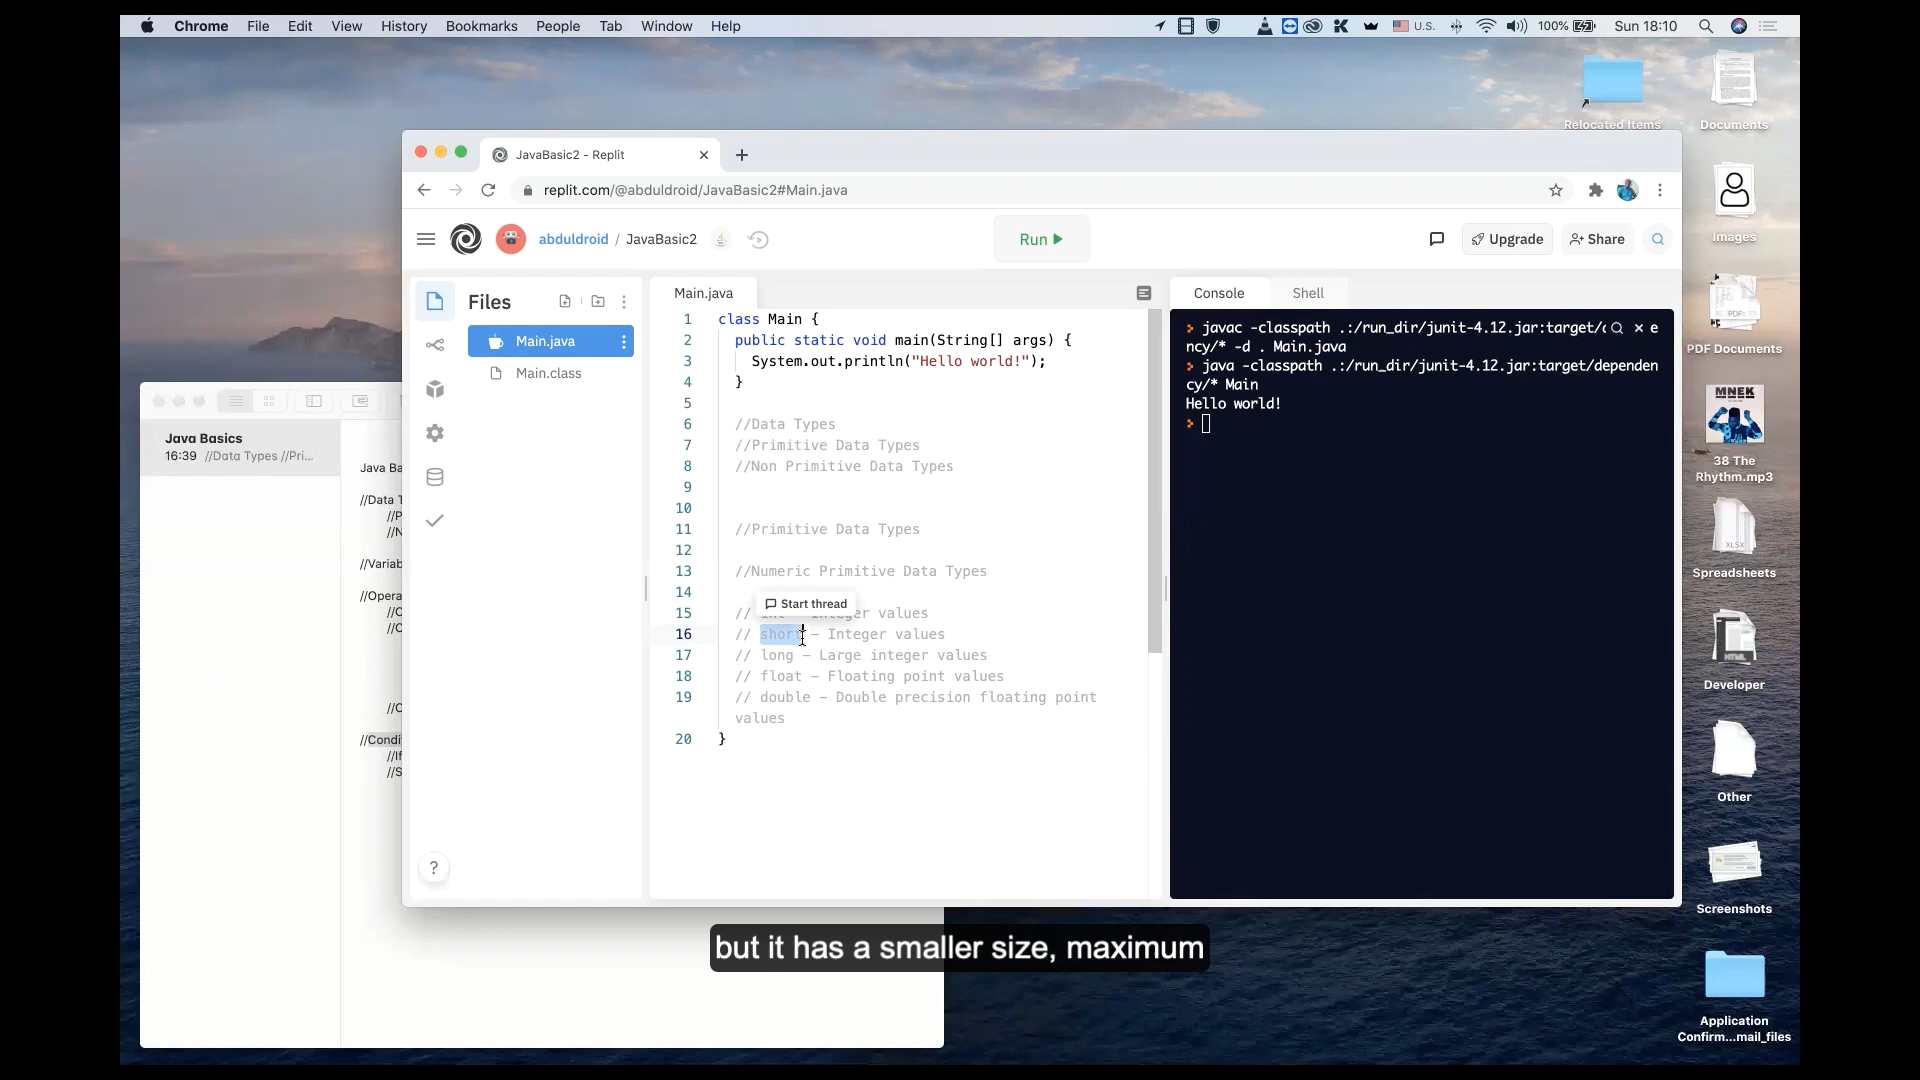 Chrome File Edit View History Bookmarks People Tab Window Help
U.S. 100% Sun 18:10
Relocated Items
Documents
Images
PDF Documents
MNEK
38 The
Rhythm.mp3
XLSX
Spreadsheets
Developer
Other
Screenshots
Application
Confirm...mail_files
JavaBasic2 - Replit
replit.com/@abduldroid/JavaBasic2#Main.java
abduldroid / JavaBasic2
Run
Upgrade
Share
Files
Main.java
Main.class
Main.java
1 class Main {
2 public static void main(String[] args) {
3 System.out.println("Hello world!");
4 }
5
6 //Data Types
7 //Primitive Data Types
8 //Non Primitive Data Types
9
10
11 //Primitive Data Types
12
13 //Numeric Primitive Data Types
14
Start thread
15 // int - Integer values
16 // short - Integer values
17 // long - Large integer values
18 // float - Floating point values
19 // double - Double precision floating point
values
20 }
Console Shell
javac -classpath .:/run_dir/junit-4.12.jar:target/ e
ncy/* -d . Main.java
java -classpath .:/run_dir/junit-4.12.jar:target/dependen
cy/* Main
Hello world!
Java Basics
16:39 //Data Types //Pri...
Java Ba
//Data T
//P
//N
//Variab
//Opera
//C
//C
//C
//Condi
//If
//S
?
but it has a smaller size, maximum